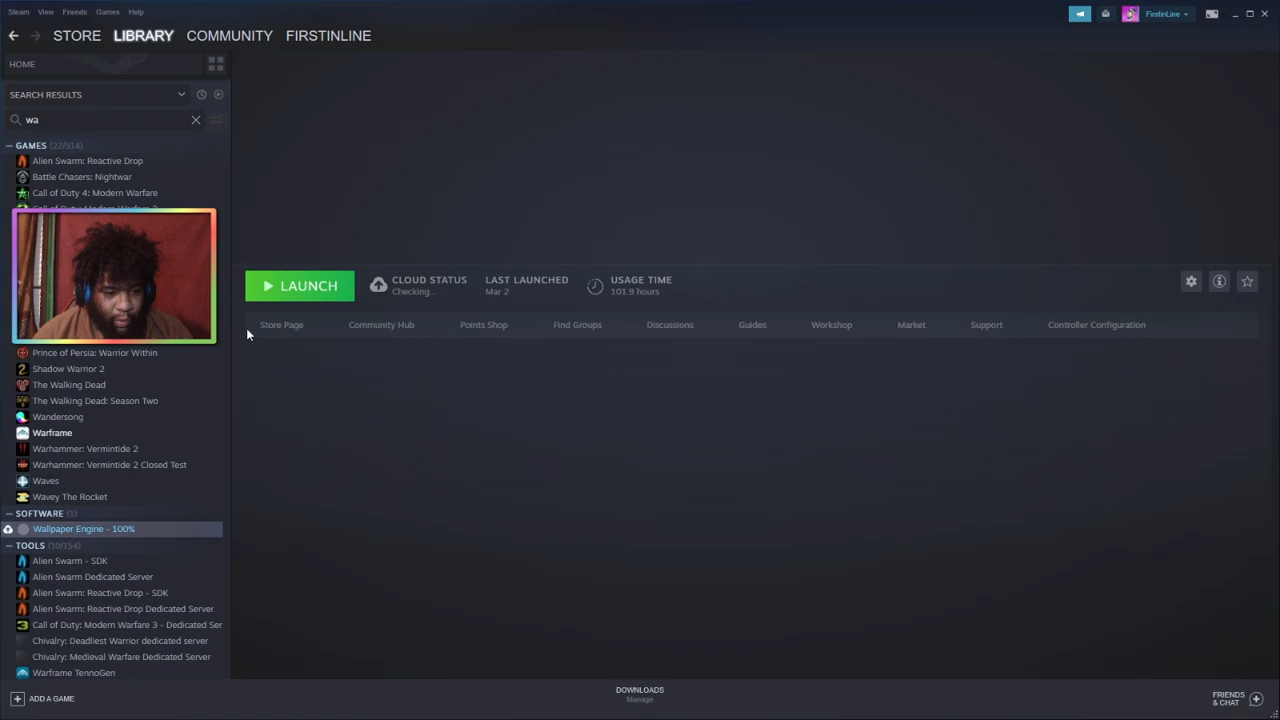 Steam View Friends Games Help
FirstinLine
STORE LIBRARY COMMUNITY FIRSTINLINE
HOME
SEARCH RESULTS
wa
GAMES (22/514)
Alien Swarm: Reactive Drop
Battle Chasers: Nightwar
Call of Duty 4: Modern Warfare
Prince of Persia: Warrior Within
Shadow Warrior 2
The Walking Dead
The Walking Dead: Season Two
Wandersong
Warframe
Warhammer: Vermintide 2
Warhammer: Vermintide 2 Closed Test
Waves
Wavey The Rocket
SOFTWARE (1)
Wallpaper Engine - 100%
TOOLS (10/154)
Alien Swarm - SDK
Alien Swarm Dedicated Server
Alien Swarm: Reactive Drop - SDK
Alien Swarm: Reactive Drop Dedicated Server
Call of Duty: Modern Warfare 3 - Dedicated Ser
Chivalry: Deadliest Warrior dedicated server
Chivalry: Medieval Warfare Dedicated Server
Warframe TennoGen
ADD A GAME
LAUNCH
CLOUD STATUS
Checking...
LAST LAUNCHED
Mar 2
USAGE TIME
101.9 hours
Store Page Community Hub Points Shop Find Groups Discussions Guides Workshop Market Support Controller Configuration
DOWNLOADS
Manage
FRIENDS
& CHAT